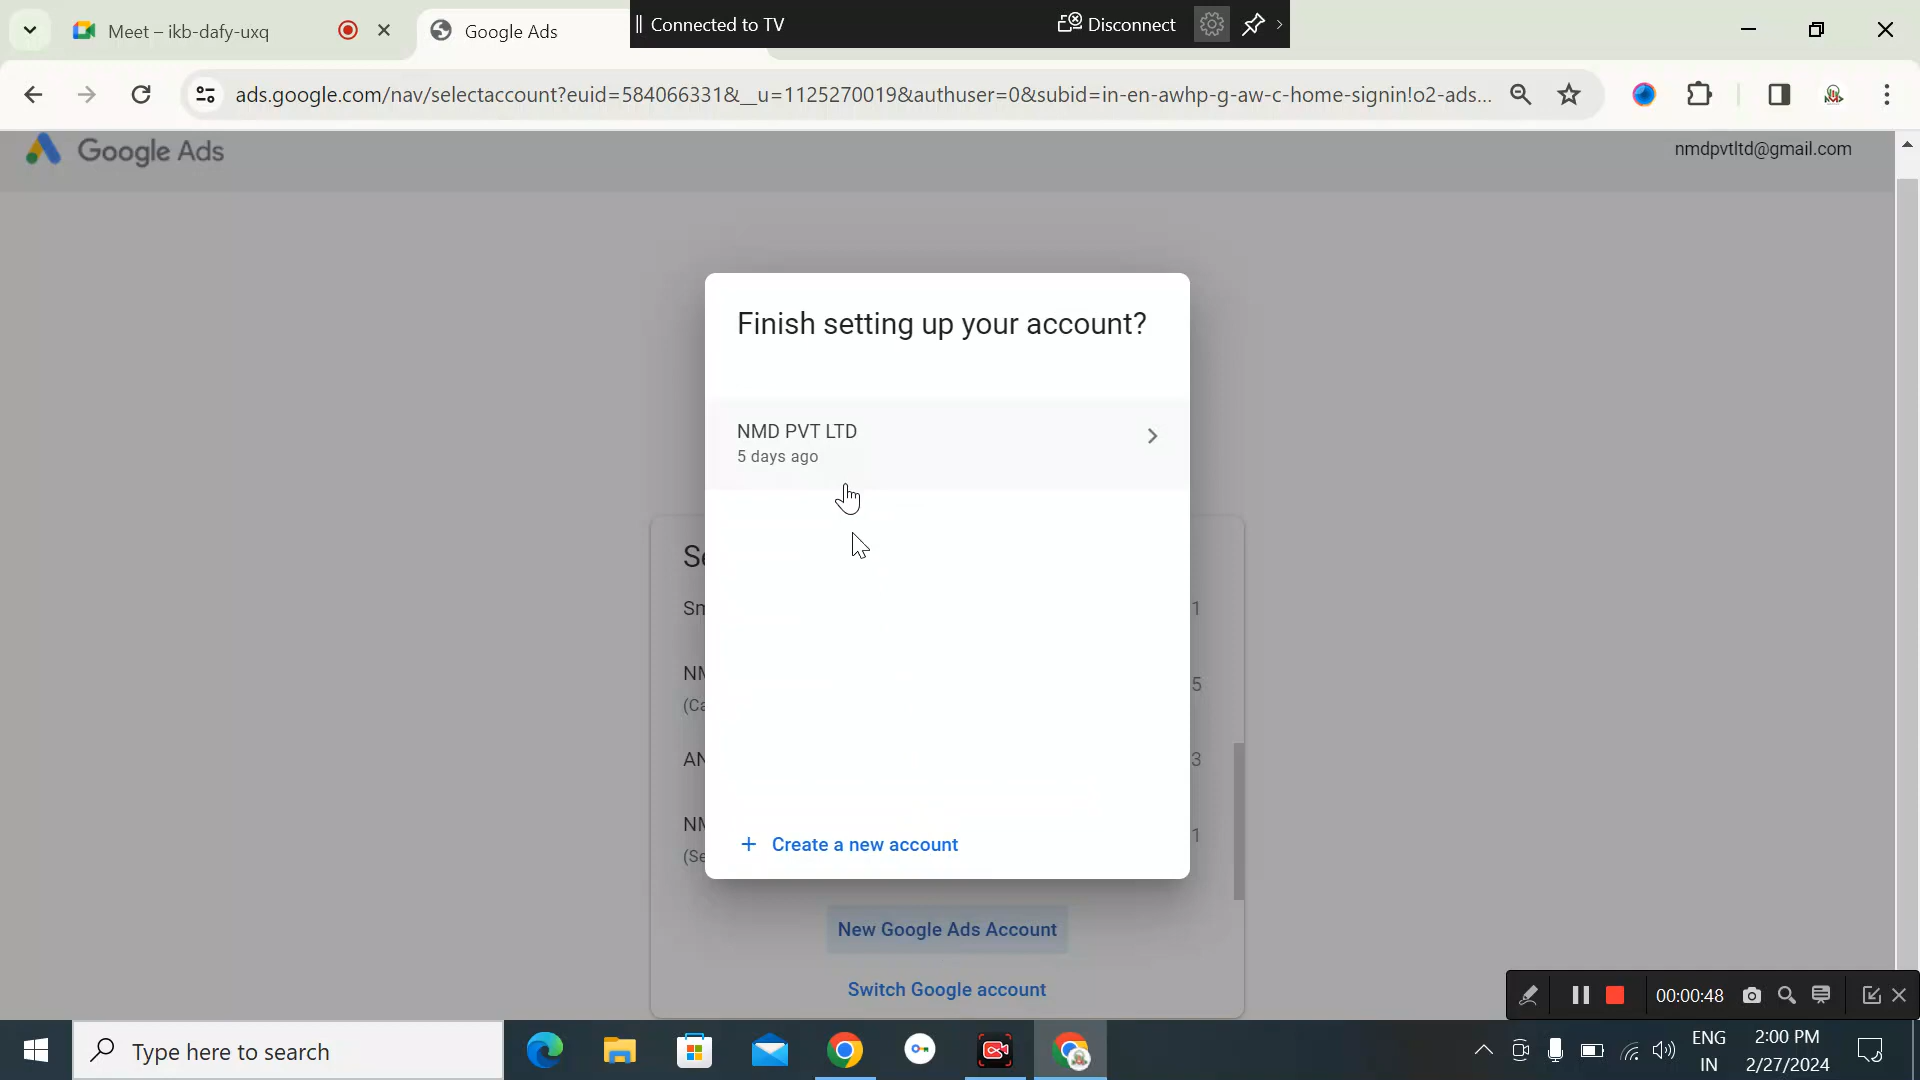 Meet – ikb-dafy-uxq
Google Ads
Connected to TV
Disconnect
ads.google.com/nav/selectaccount?euid=584066331&__u=1125270019&authuser=0&subid=in-en-awhp-g-aw-c-home-signin!o2-ads...
Google Ads
nmdpvtltd@gmail.com
Finish setting up your account?
NMD PVT LTD
5 days ago
Create a new account
New Google Ads Account
Switch Google account
00:00:48
Type here to search
ENG
IN
2:00 PM
2/27/2024